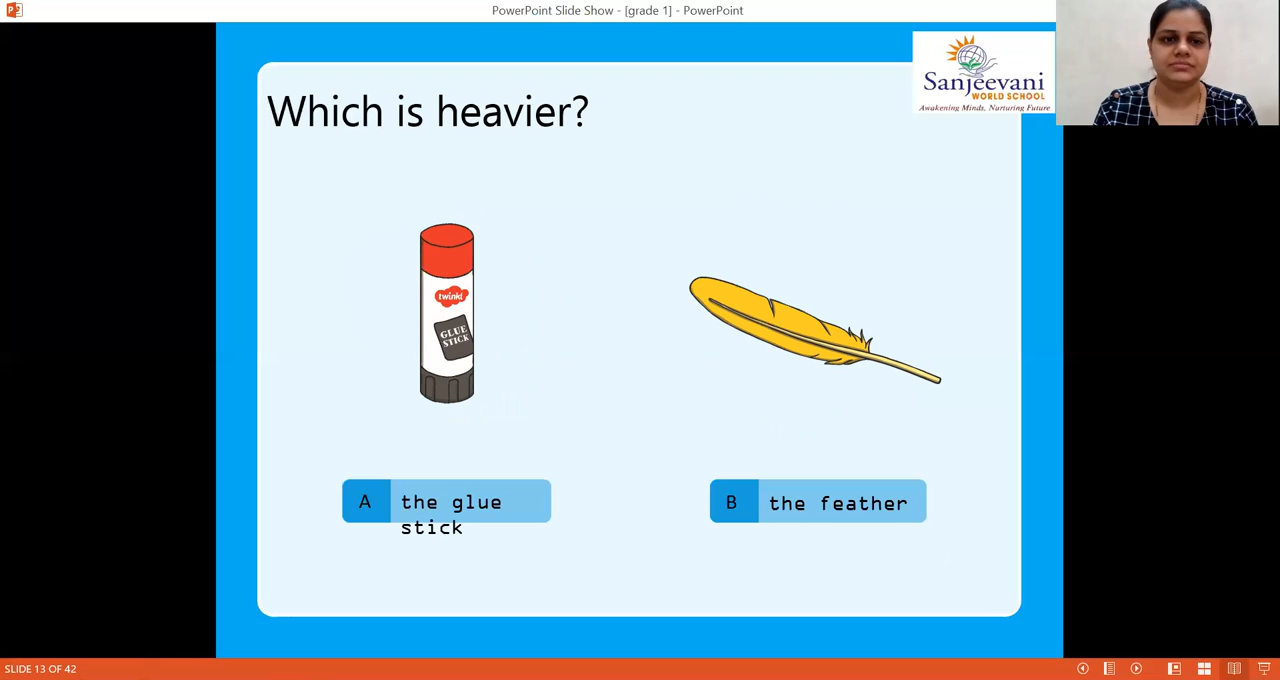 PowerPoint Slide Show - [grade 1] - PowerPoint
Sanjeevani
WORLD SCHOOL
Awakening Minds, Nurturing Future
Which is heavier?
twinkl
GLUE
STICK
A
the glue
stick
B
the feather
SLIDE 13 OF 42